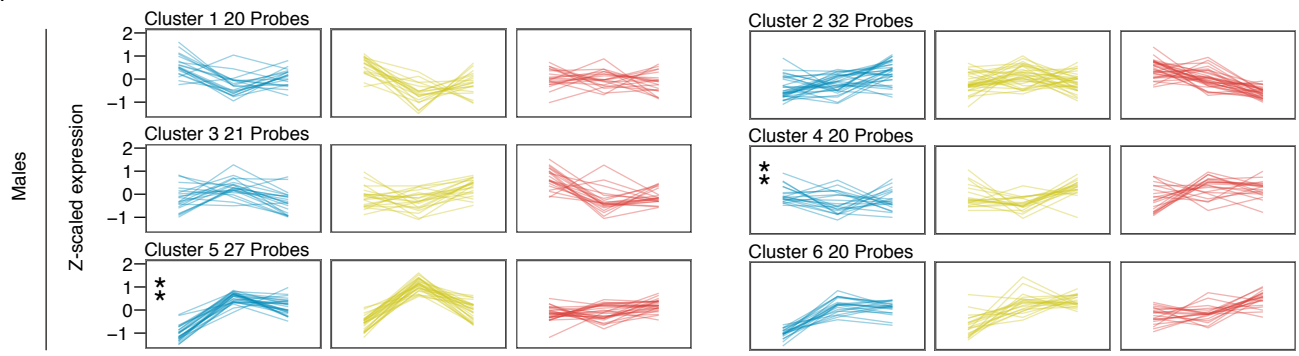 Cluster 1 20 Probes
Cluster 2 32 Probes
2
1
0
−1
Cluster 3 21 Probes
Cluster 4 20 Probes
2
1
0
−1
*
*
Cluster 5 27 Probes
Cluster 6 20 Probes
2
1
0
−1
*
*
Males
Z-scaled expression